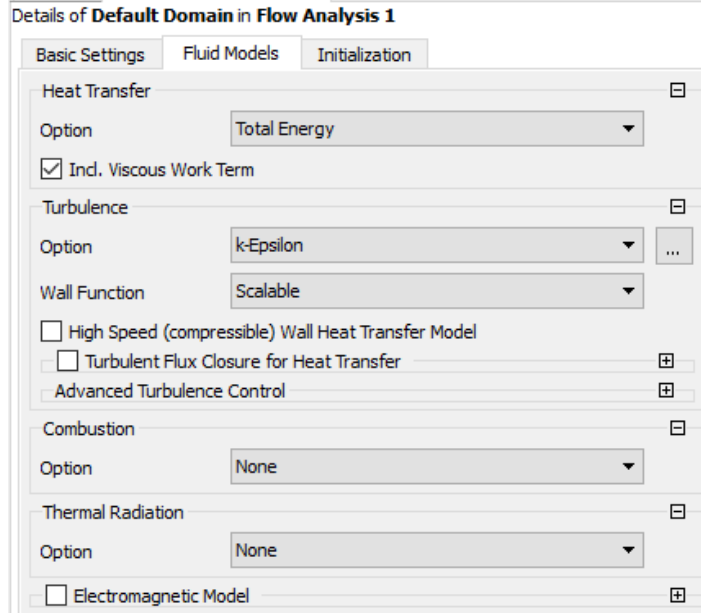 Details of Default Domain in Flow Analysis 1
Basic Settings Fluid Models Initialization
Heat Transfer
Option Total Energy
Incl. Viscous Work Term
Turbulence
Option k-Epsilon ...
Wall Function Scalable
High Speed (compressible) Wall Heat Transfer Model
Turbulent Flux Closure for Heat Transfer
Advanced Turbulence Control
Combustion
Option None
Thermal Radiation
Option None
Electromagnetic Model